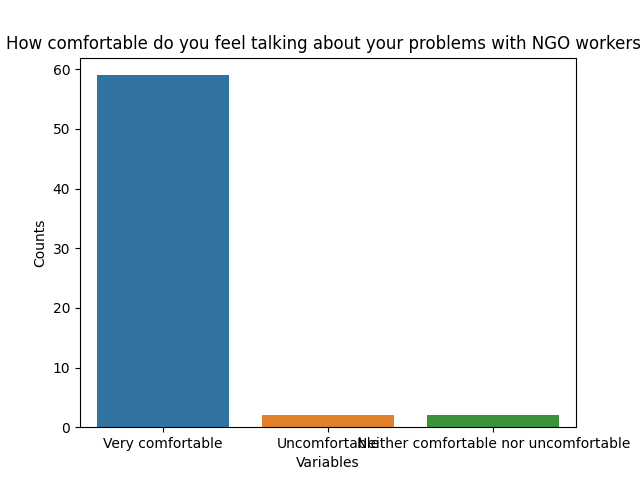 How comfortable do you feel talking about your problems with NGO workers
60
50
40
30
20
10
0
Counts
Very comfortable
Uncomfortable
Neither comfortable nor uncomfortable
Variables